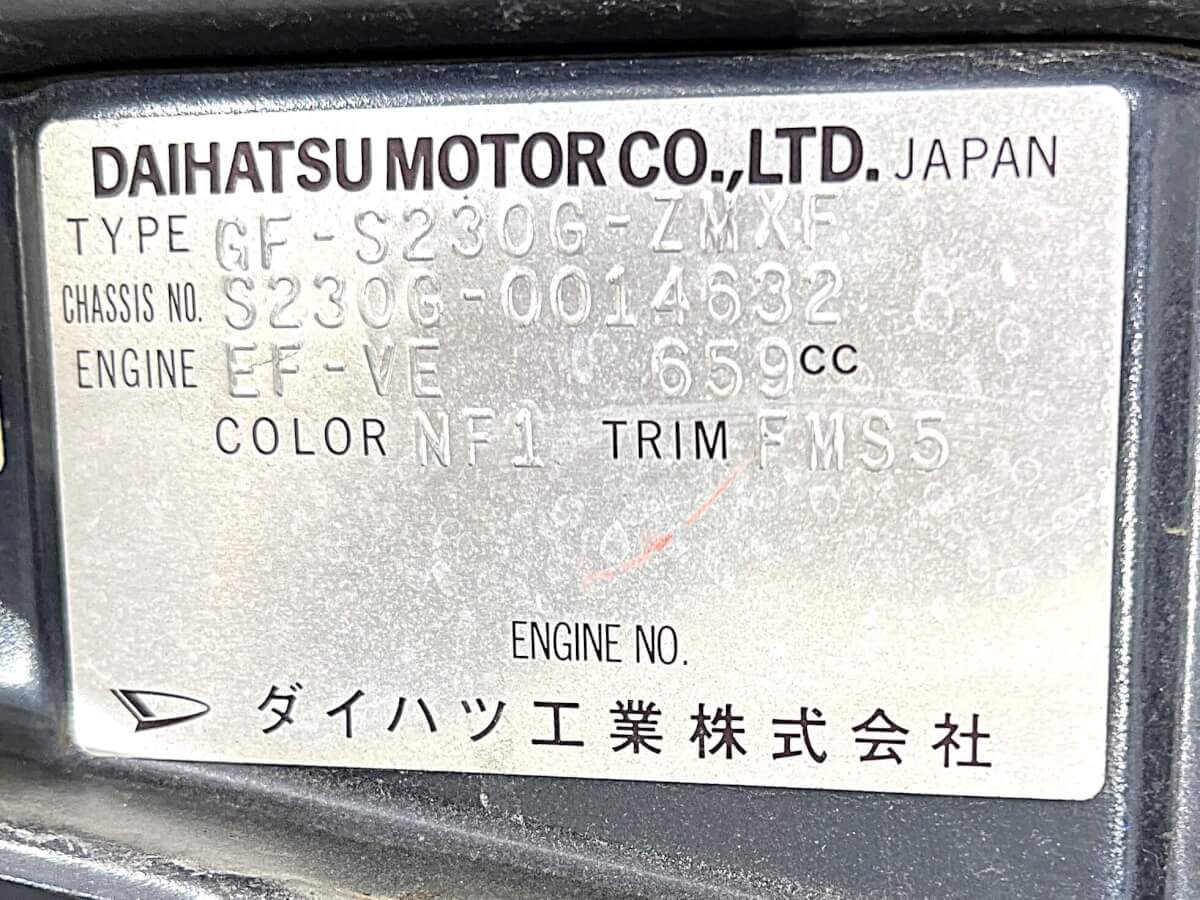 DAIHATSU MOTOR CO.,LTD. JAPAN
TYPE GF-S230G-ZMXF
CHASSIS NO. S230G-0014632
ENGINE EF-VE 659CC
COLOR NF1 TRIM FMS5
ENGINE NO.
ダイハツ工業株式会社